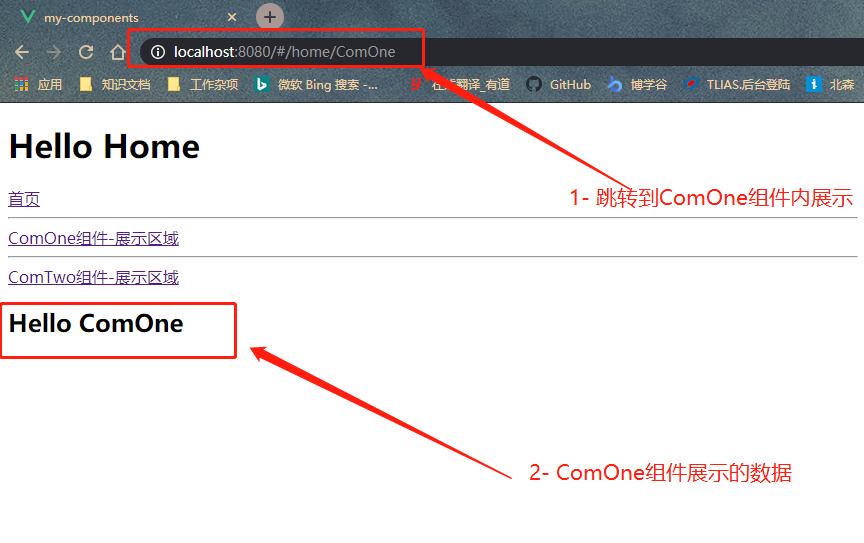 my-components
localhost:8080/#/home/ComOne
应用 知识文档 工作杂项 微软 Bing 搜索 -... 翻译_有道 GitHub 博学谷 TLIAS.后台登陆 北森
Hello Home
首页
1- 跳转到ComOne组件内展示
ComOne组件-展示区域
ComTwo组件-展示区域
Hello ComOne
2- ComOne组件展示的数据